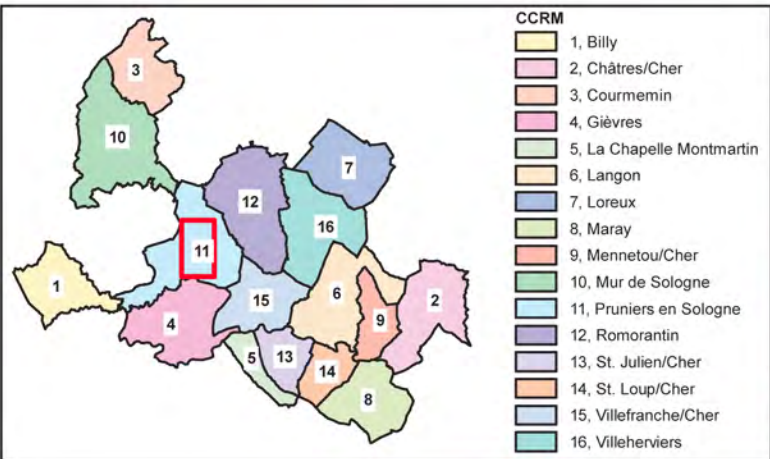 CCRM
1, Billy
2, Châtres/Cher
3, Courmemin
4, Gièvres
5, La Chapelle Montmartin
6, Langon
7, Loreux
8, Maray
9, Mennetou/Cher
10, Mur de Sologne
11, Pruniers en Sologne
12, Romorantin
13, St. Julien/Cher
14, St. Loup/Cher
15, Villefranche/Cher
16, Villeherviers
3
10
7
12
16
11
1
15
6
2
4
9
5
13
14
8